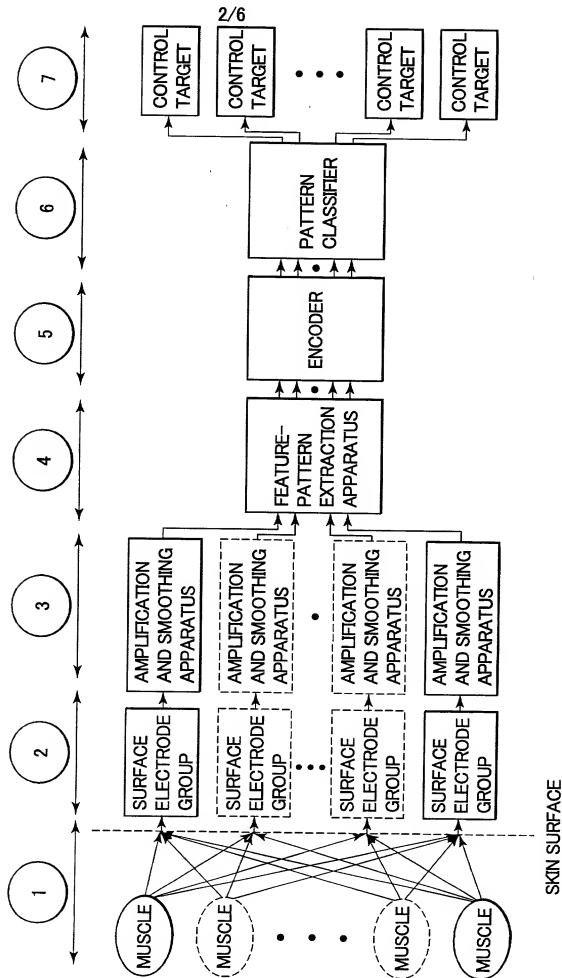 2/6
1
2
3
4
5
6
7
MUSCLE
MUSCLE
MUSCLE
MUSCLE
SKIN SURFACE
SURFACE
ELECTRODE
GROUP
SURFACE
ELECTRODE
GROUP
SURFACE
ELECTRODE
GROUP
SURFACE
ELECTRODE
GROUP
AMPLIFICATION
AND SMOOTHING
APPARATUS
AMPLIFICATION
AND SMOOTHING
APPARATUS
AMPLIFICATION
AND SMOOTHING
APPARATUS
AMPLIFICATION
AND SMOOTHING
APPARATUS
FEATURE-
PATTERN
EXTRACTION
APPARATUS
ENCODER
PATTERN
CLASSIFIER
CONTROL
TARGET
CONTROL
TARGET
CONTROL
TARGET
CONTROL
TARGET